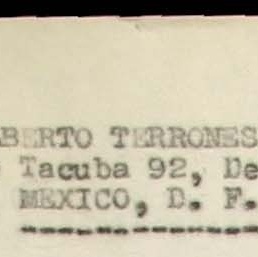 BERTO TERRONES
Tacuba 92, De
MEXICO, D. F.